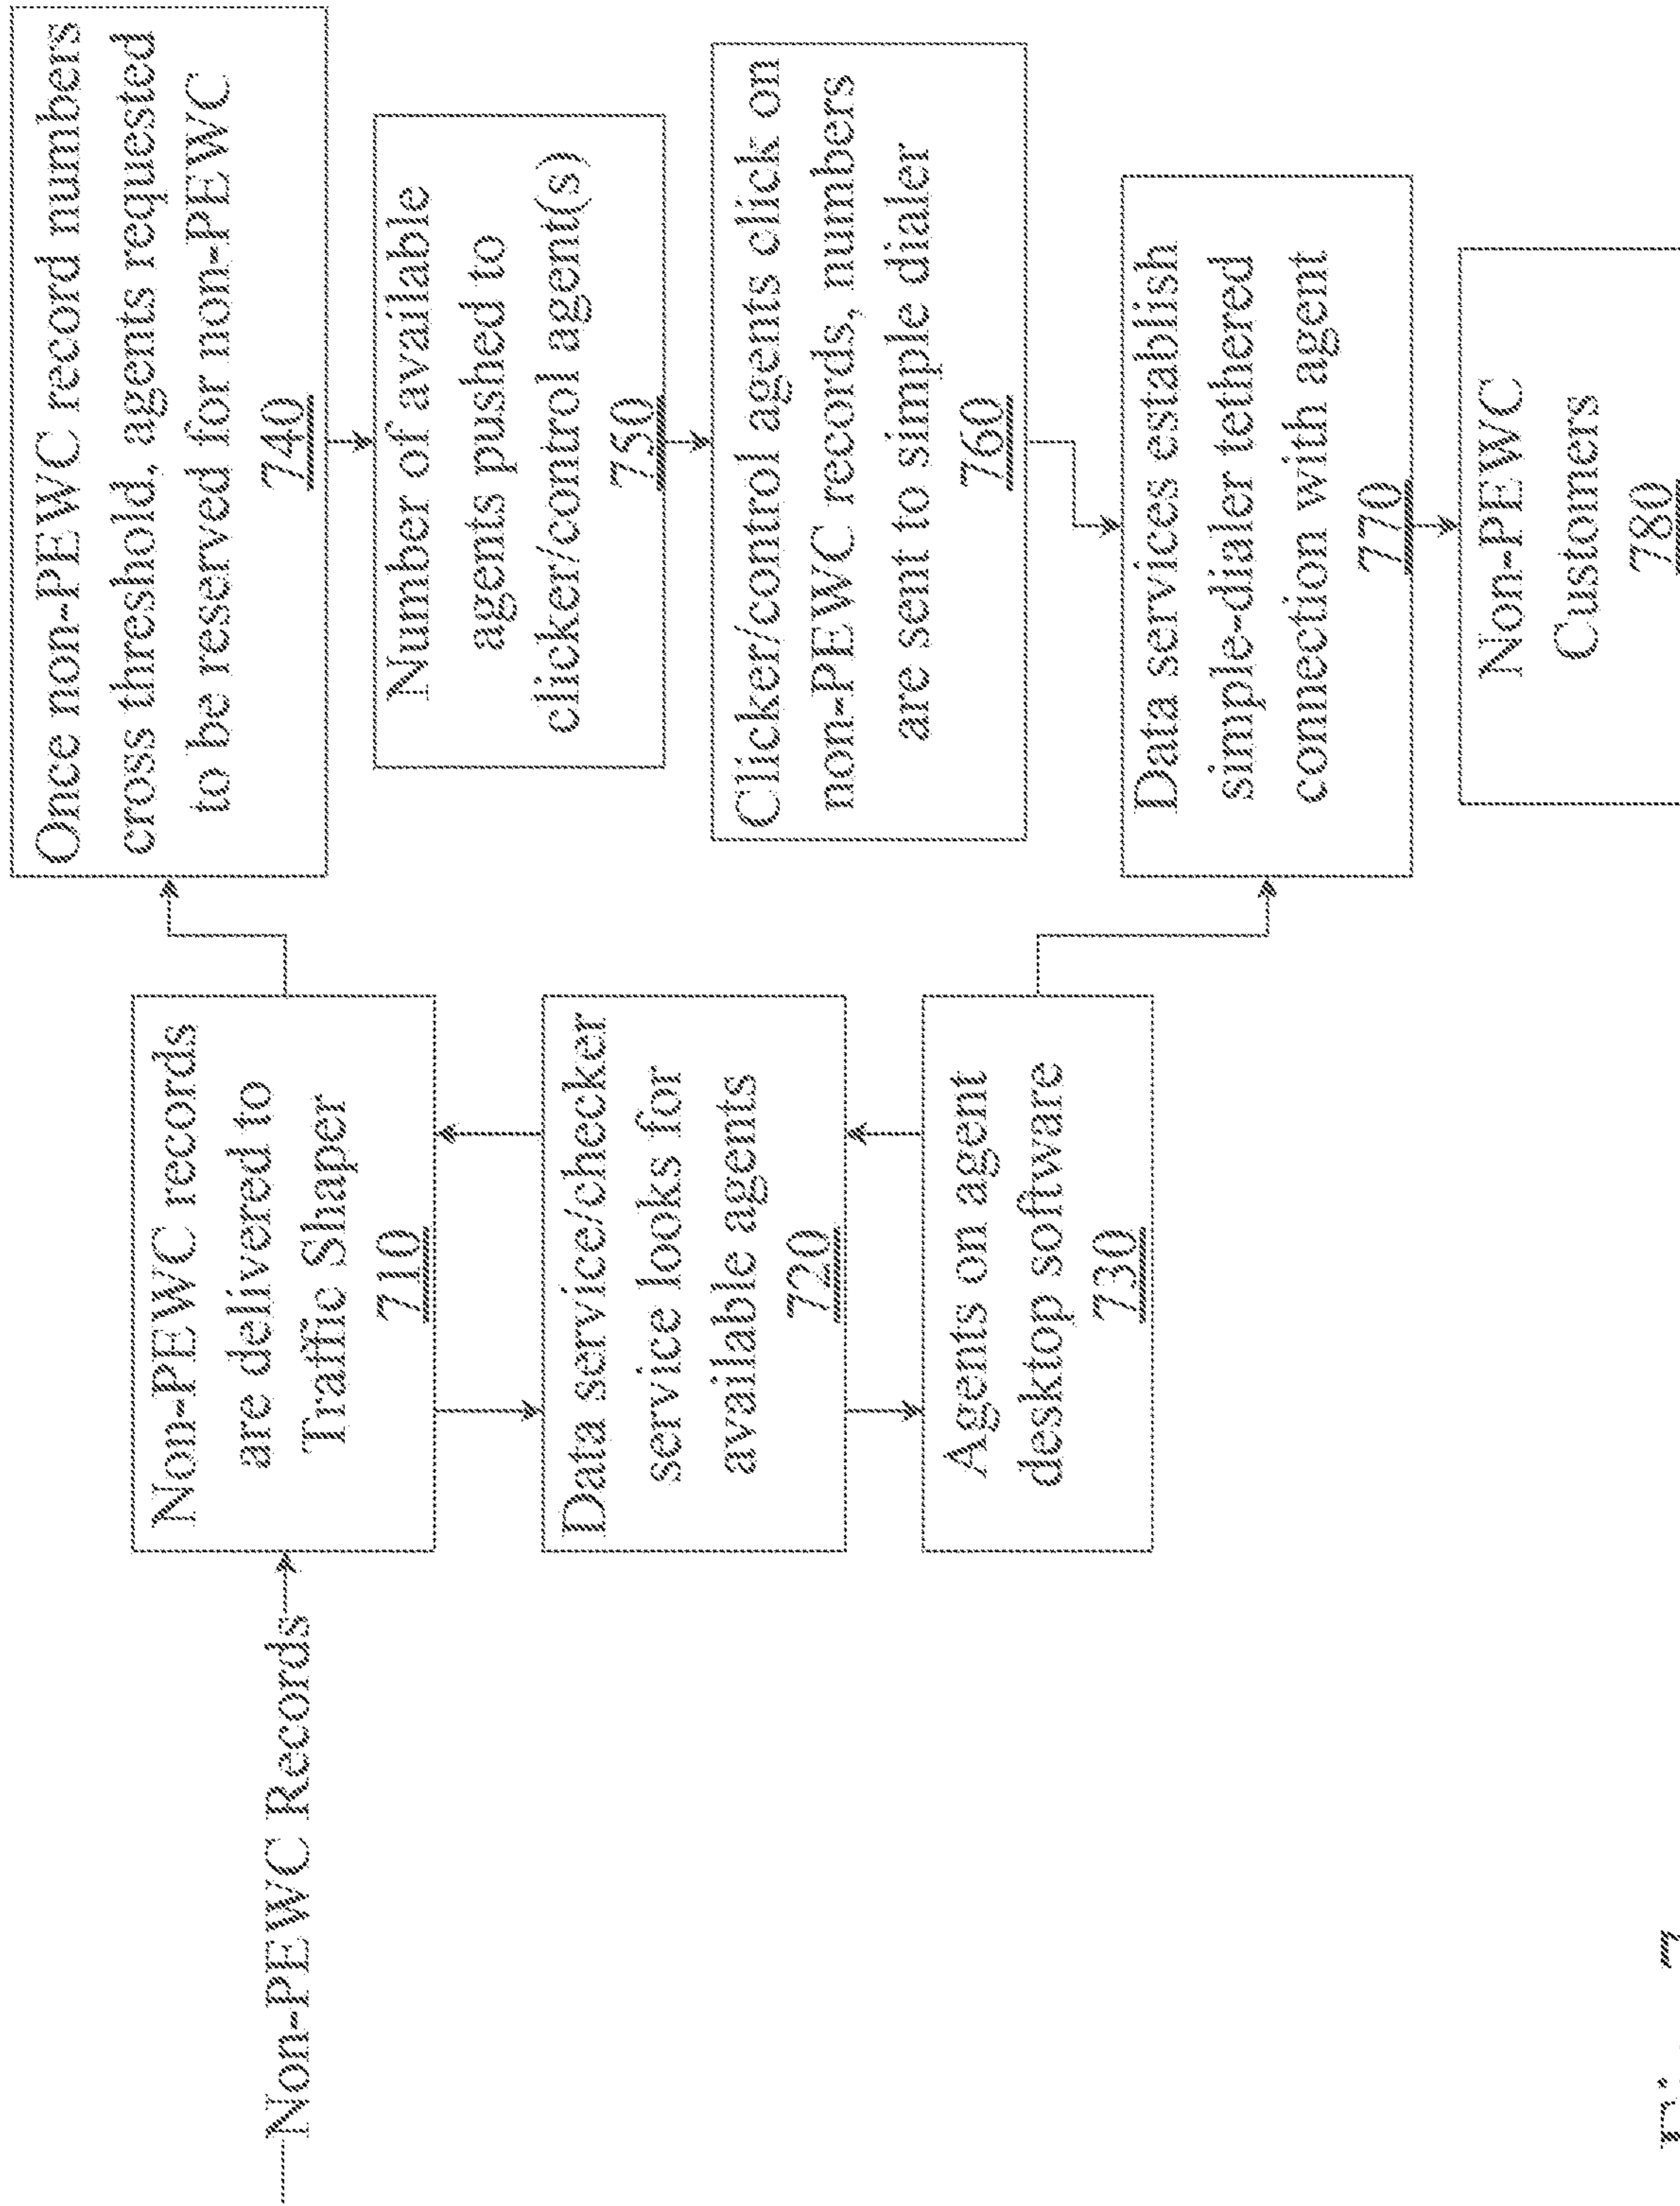 Non-PEWC Records
Non-PEWC records
are delivered to
Traffic Shaper
710
Data service/checker
service looks for
available agents
720
Agents on agent
desktop software
730
Once non-PEWC record numbers
cross threshold, agents requested
to be reserved for non-PEWC
740
Number of available
agents pushed to
clicker/control agent(s)
750
Clicker/control agents click on
non-PEWC records, numbers
are sent to simple dialer
760
Data services establish
simple-dialer tethered
connection with agent
770
Non-PEWC
Customers
780